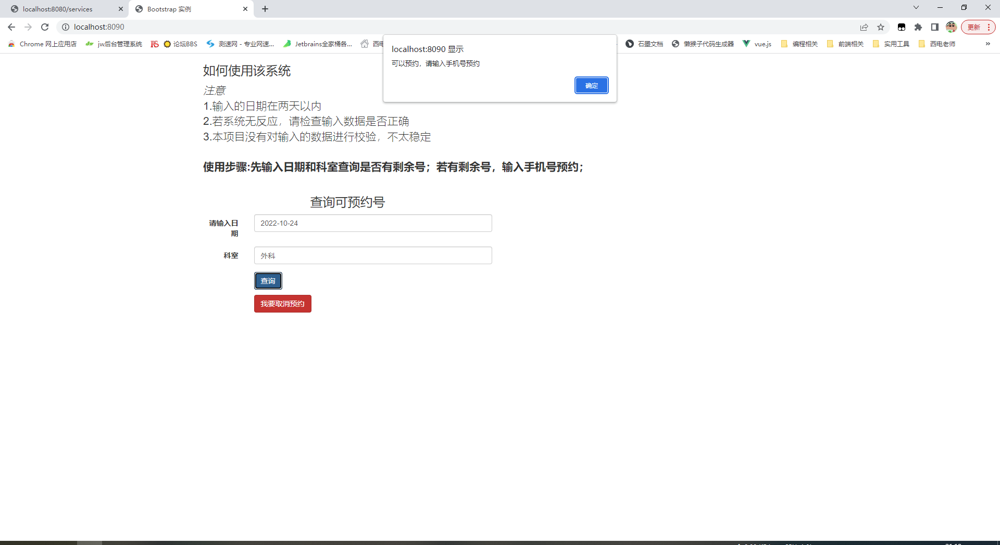 localhost:8080/services
Bootstrap 实例
localhost:8090
更新
Chrome 网上应用店
jw后台管理系统
论坛BBS
测速网 - 专业网速...
Jetbrains全家桶各...
石墨文档
懒猴子代码生成器
vue.js
编程相关
前端相关
实用工具
西电老师
localhost:8090 显示
可以预约，请输入手机号预约
确定
如何使用该系统
注意
1.输入的日期在两天以内
2.若系统无反应，请检查输入数据是否正确
3.本项目没有对输入的数据进行校验，不太稳定
使用步骤:先输入日期和科室查询是否有剩余号；若有剩余号，输入手机号预约；
查询可预约号
请输入日
期
2022-10-24
科室
外科
查询
我要取消预约